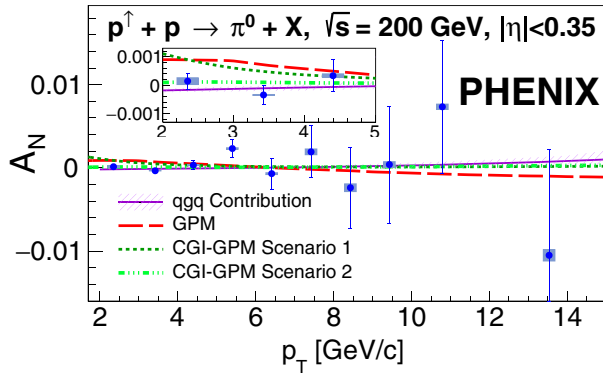 p↑ + p → π⁰ + X, √s = 200 GeV, |η|<0.35
0.001
0
−0.001
2 3 4 5
PHENIX
0.01
0
−0.01
A_N
qgq Contribution
GPM
CGI-GPM Scenario 1
CGI-GPM Scenario 2
2 4 6 8 10 12 14
p_T [GeV/c]